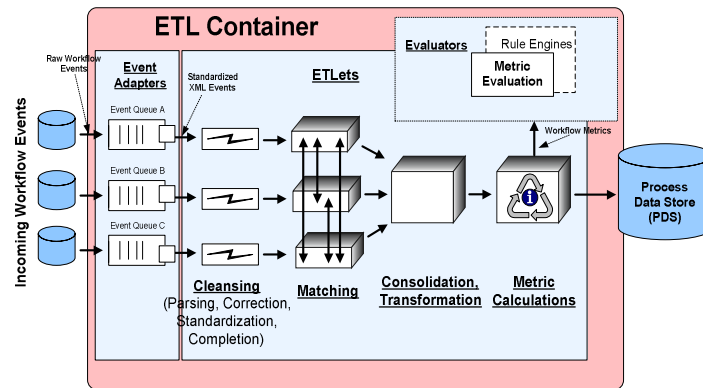 ETL Container
Incoming Workflow Events
Raw Workflow
Events
Event
Adapters
Standardized
XML Events
ETLets
Evaluators
Rule Engines
Metric
Evaluation
Workflow Metrics
Event Queue A
Event Queue B
Event Queue C
i
Process
Data Store
(PDS)
Cleansing
(Parsing, Correction,
Standardization,
Completion)
Matching
Consolidation,
Transformation
Metric
Calculations